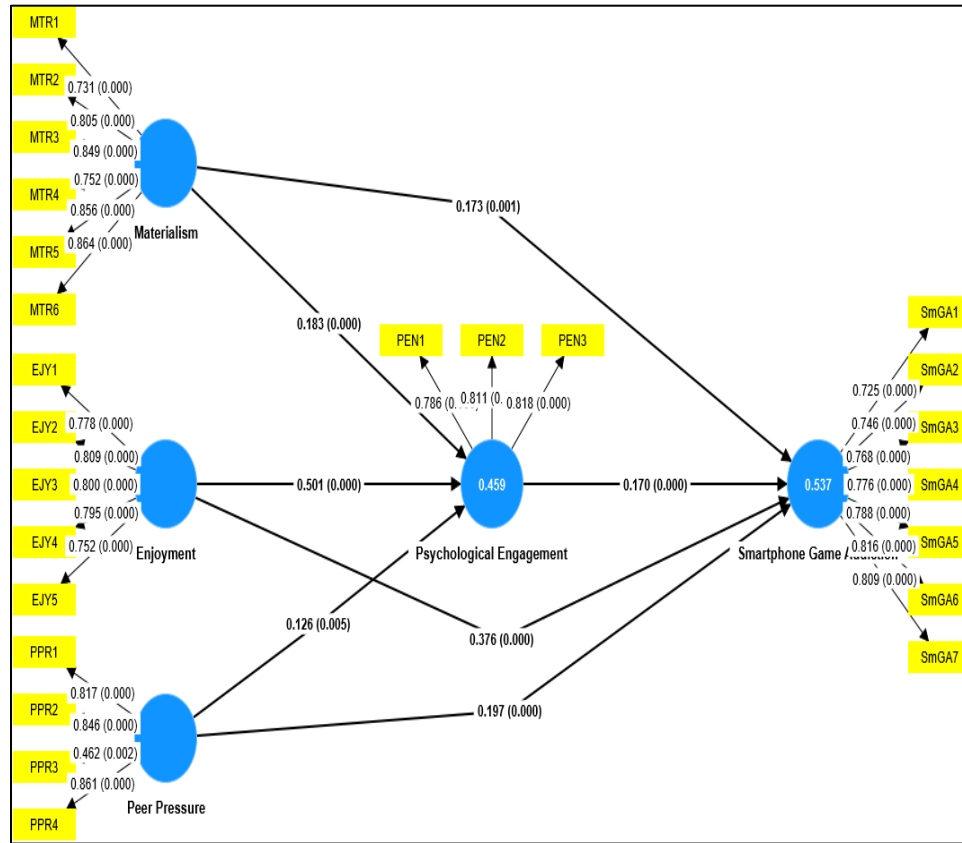 MTR1
0.731 (0.000)
MTR2
0.805 (0.000)
MTR3
0.849 (0.000)
0.752 (0.000)
MTR4
0.856 (0.000)
MTR5
0.864 (0.000)
MTR6
Materialism
0.173 (0.001)
0.183 (0.000)
EJY1
0.778 (0.000)
EJY2
0.809 (0.000)
EJY3
0.800 (0.000)
0.795 (0.000)
EJY4
0.752 (0.000)
EJY5
Enjoyment
0.501 (0.000)
PEN1
PEN2
PEN3
0.786 (0.
0.811 (0.
0.818 (0.000)
0.459
Psychological Engagement
0.170 (0.000)
0.126 (0.005)
0.376 (0.000)
0.197 (0.000)
PPR1
0.817 (0.000)
PPR2
0.846 (0.000)
0.462 (0.002)
PPR3
0.861 (0.000)
PPR4
Peer Pressure
SmGA1
0.725 (0.000)
SmGA2
0.746 (0.000)
SmGA3
0.768 (0.000)
0.537
0.776 (0.000)
SmGA4
0.788 (0.000)
SmGA5
Smartphone Game
0.816 (0.000)
0.809 (0.000)
SmGA6
SmGA7